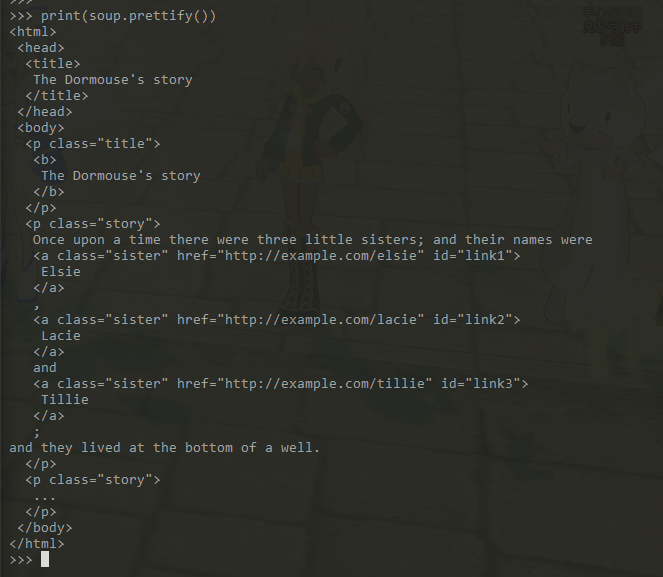 >>>
>>> print(soup.prettify())
<html>
 <head>
  <title>
   The Dormouse's story
  </title>
 </head>
 <body>
  <p class="title">
   <b>
    The Dormouse's story
   </b>
  </p>
  <p class="story">
   Once upon a time there were three little sisters; and their names were
   <a class="sister" href="http://example.com/elsie" id="link1">
    Elsie
   </a>
   ,
   <a class="sister" href="http://example.com/lacie" id="link2">
    Lacie
   </a>
   and
   <a class="sister" href="http://example.com/tillie" id="link3">
    Tillie
   </a>
   ;
and they lived at the bottom of a well.
  </p>
  <p class="story">
   ...
  </p>
 </body>
</html>
>>>